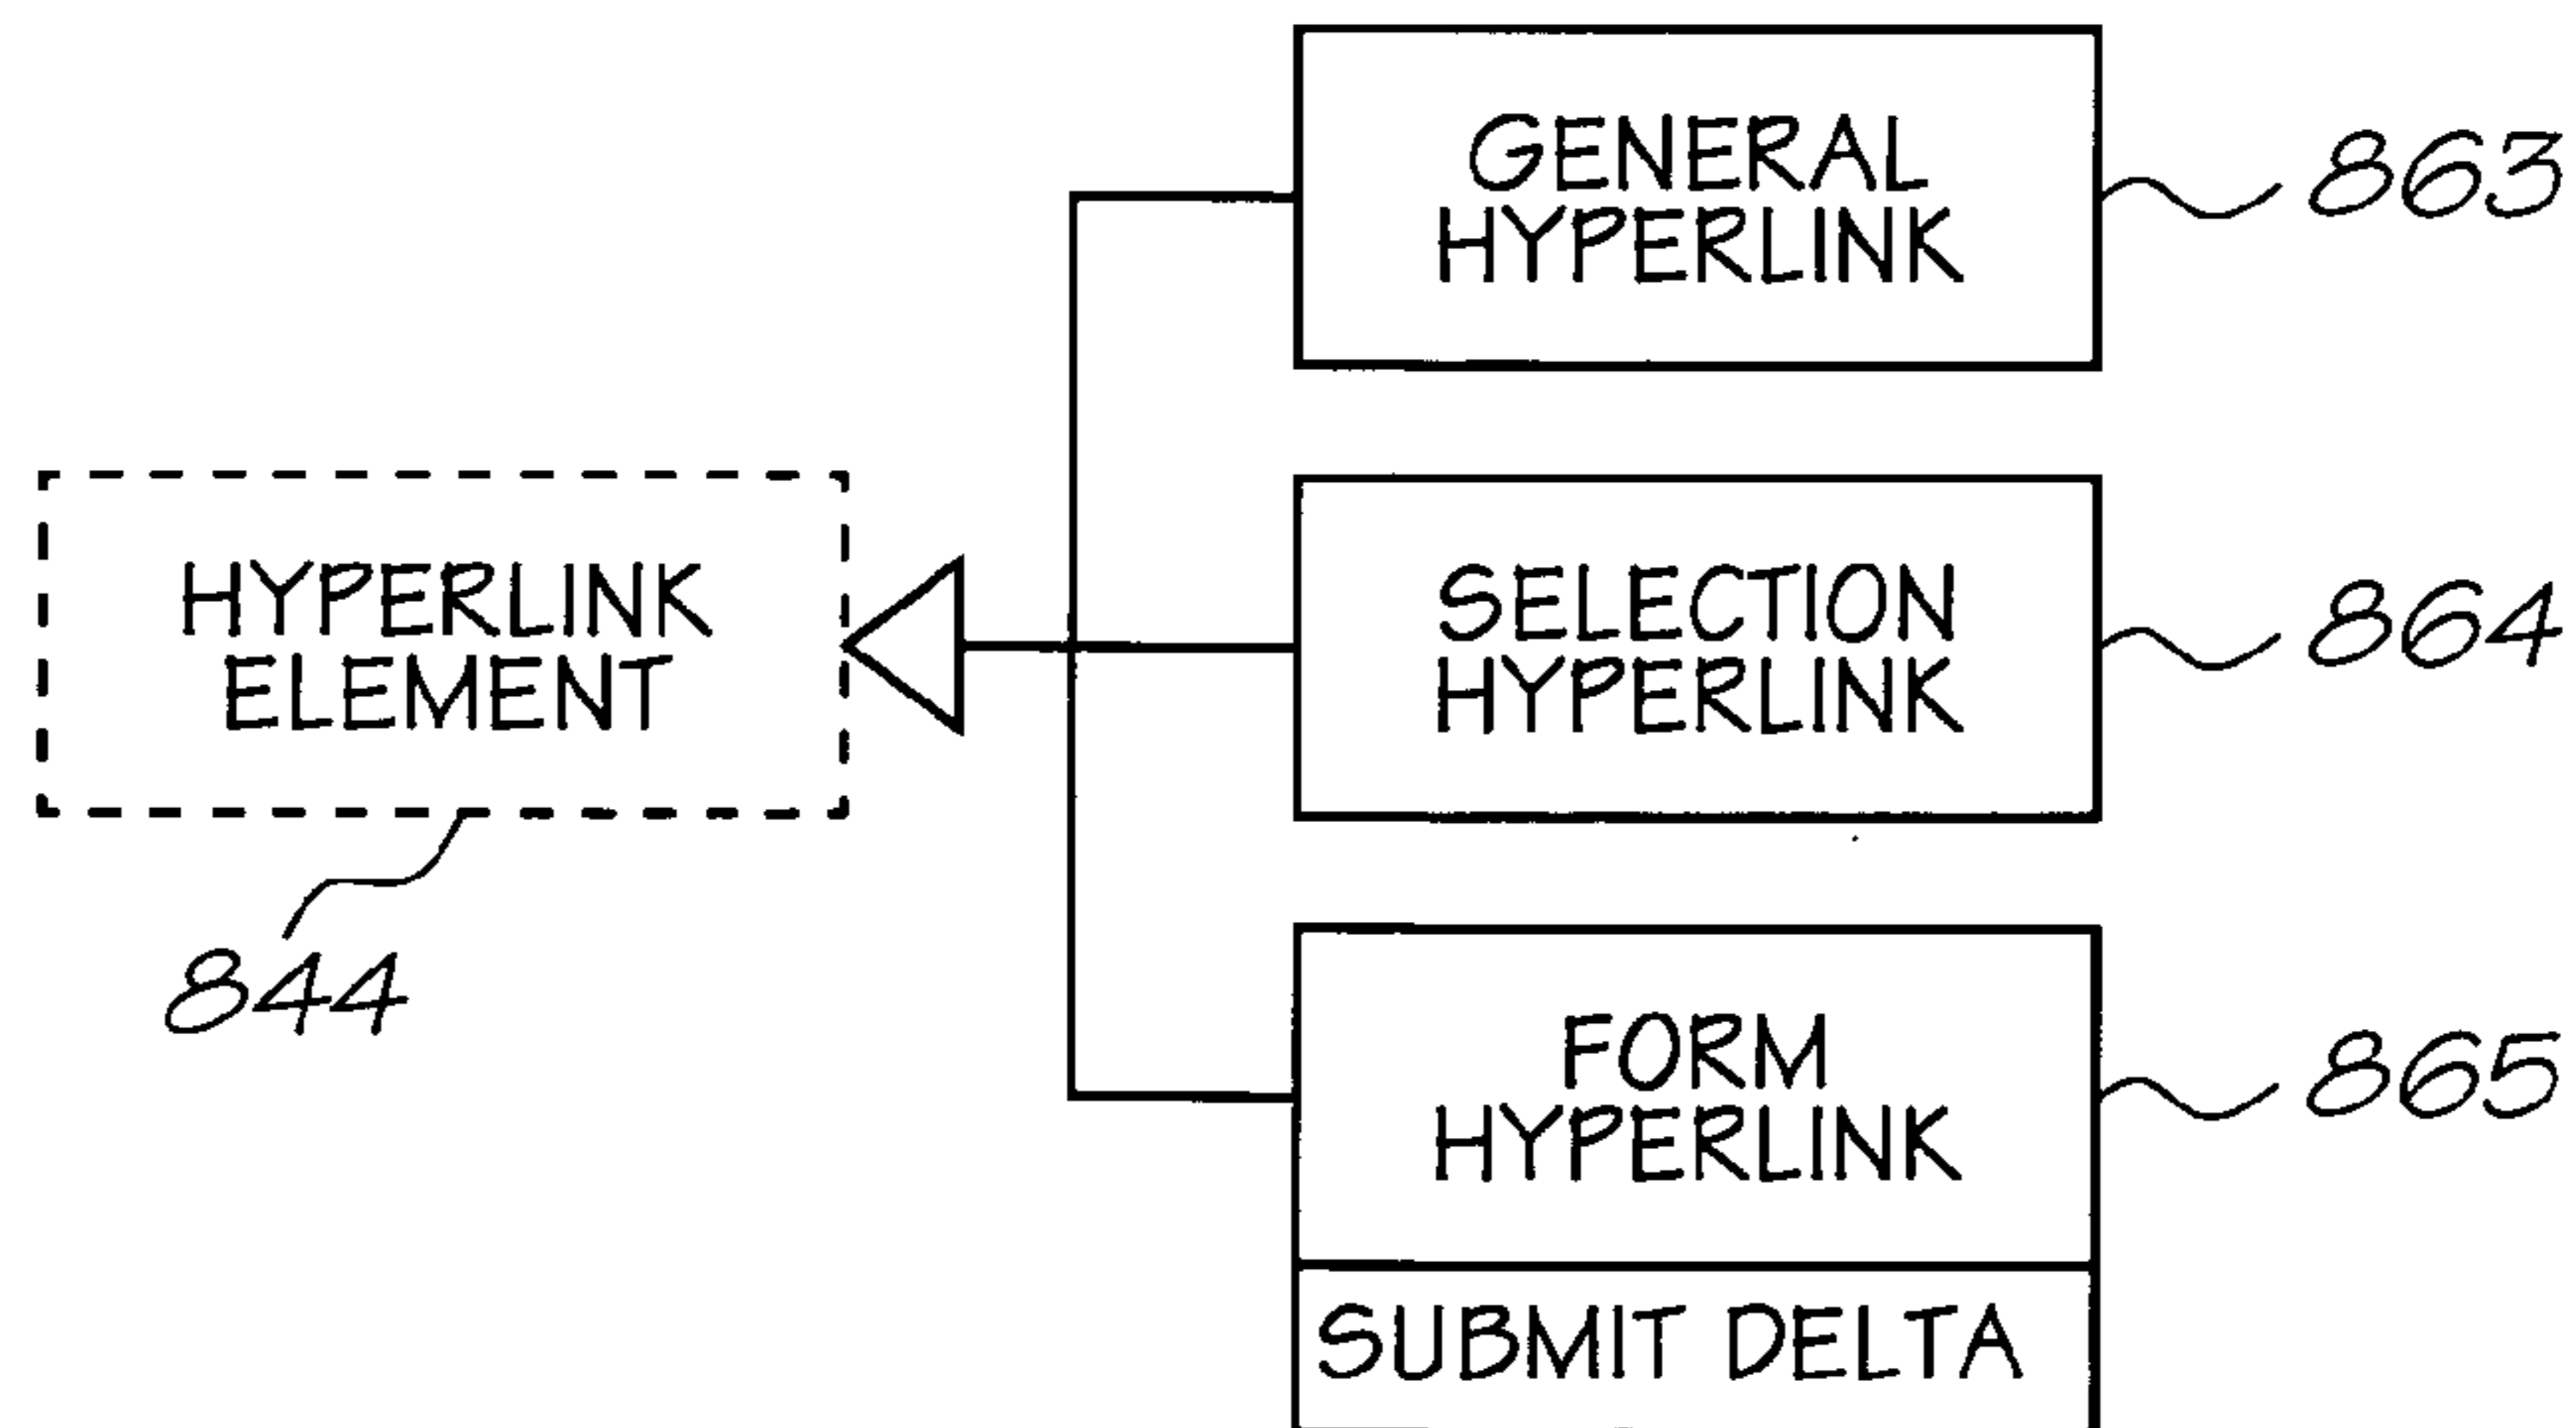 GENERAL
HYPERLINK
863
HYPERLINK
ELEMENT
844
SELECTION
HYPERLINK
864
FORM
HYPERLINK
865
SUBMIT DELTA